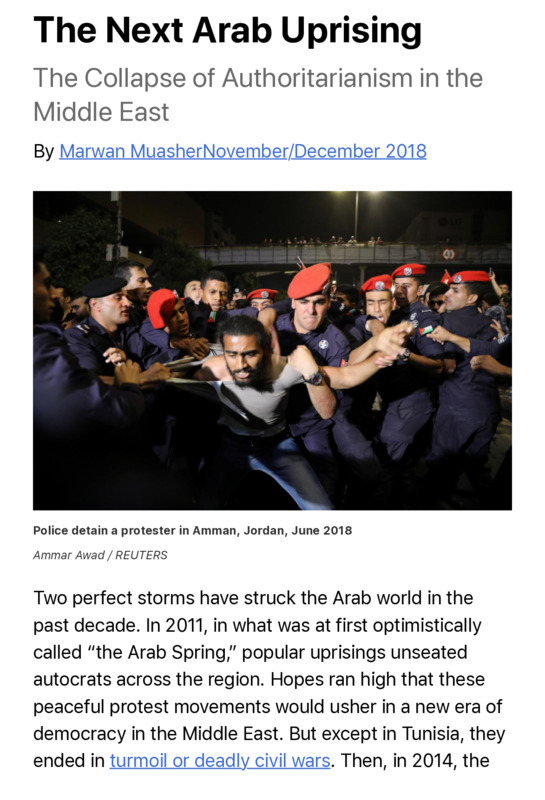 The Next Arab Uprising
The Collapse of Authoritarianism in the
Middle East
By Marwan MuasherNovember/December 2018
Police detain a protester in Amman, Jordan, June 2018
Ammar Awad / REUTERS
Two perfect storms have struck the Arab world in the
past decade. In 2011, in what was at first optimistically
called “the Arab Spring,” popular uprisings unseated
autocrats across the region. Hopes ran high that these
peaceful protest movements would usher in a new era of
democracy in the Middle East. But except in Tunisia, they
ended in turmoil or deadly civil wars. Then, in 2014, the